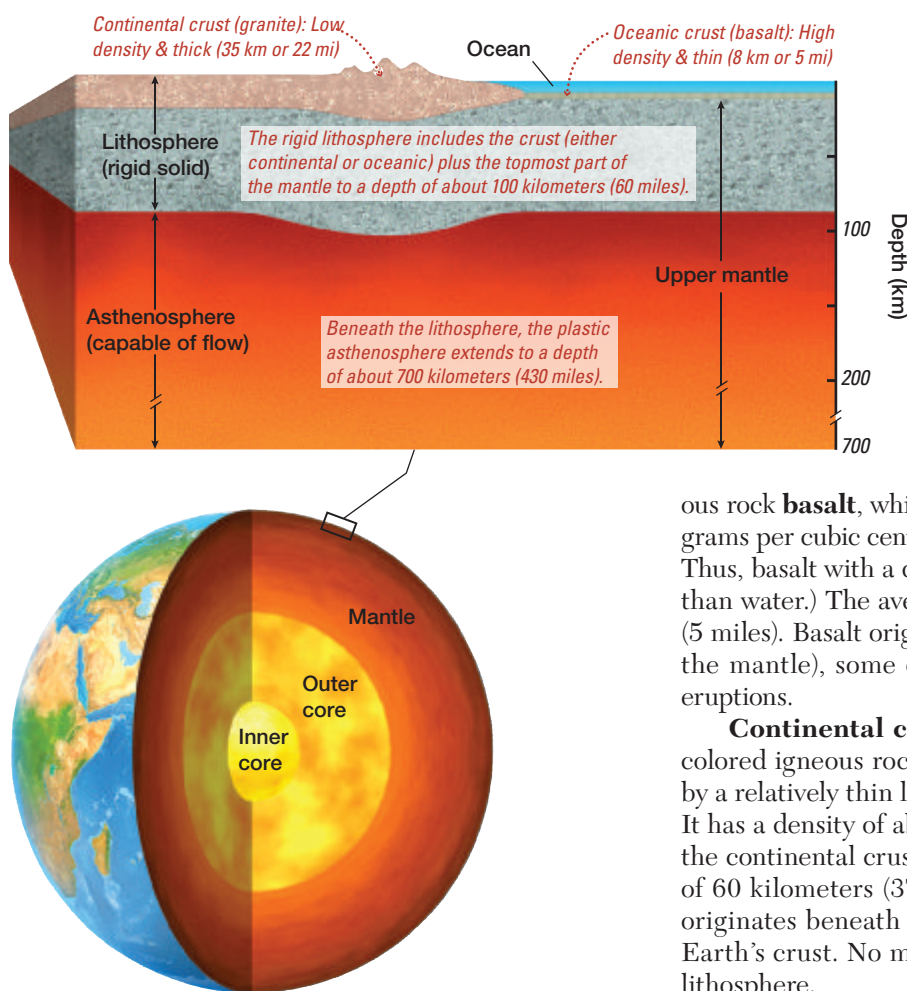 Continental crust (granite): Low
density & thick (35 km or 22 mi)
Ocean
Oceanic crust (basalt): High
density & thin (8 km or 5 mi)
Lithosphere
(rigid solid)
The rigid lithosphere includes the crust (either
continental or oceanic) plus the topmost part of
the mantle to a depth of about 100 kilometers (60 miles).
100
Depth (km)
Upper mantle
Asthenosphere
(capable of flow)
Beneath the lithosphere, the plastic
asthenosphere extends to a depth
of about 700 kilometers (430 miles).
200
700
Mantle
Outer
core
Inner
core
ous rock basalt, whi
grams per cubic cen
Thus, basalt with a
than water.) The ave
(5 miles). Basalt orig
the mantle), some
eruptions.
Continental c
colored igneous roc
by a relatively thin l
It has a density of a
the continental crus
of 60 kilometers (3
originates beneath
Earth's crust. No m
lithosphere.